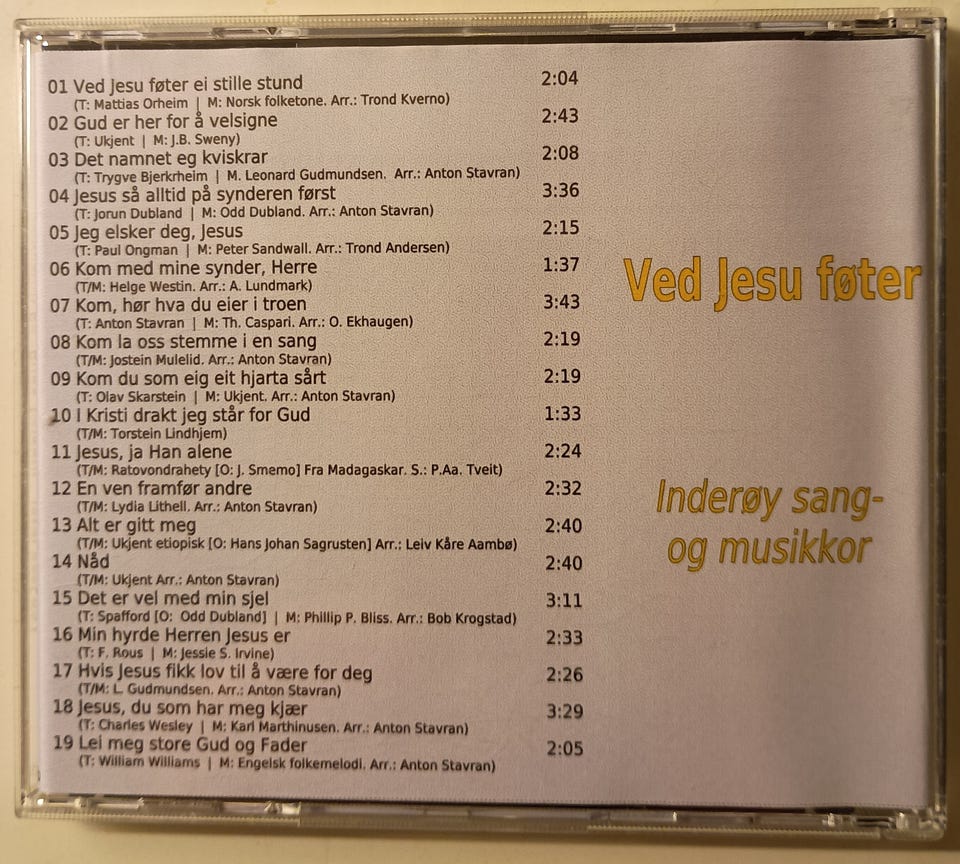 01 Ved Jesu føter ei stille stund 2:04
(T: Mattias Orheim | M: Norsk folketone. Arr.: Trond Kverno)
02 Gud er her for å velsigne 2:43
(T: Ukjent | M: J.B. Sweny)
03 Det namnet eg kviskrar 2:08
(T: Trygve Bjerkrheim | M. Leonard Gudmundsen. Arr.: Anton Stavran)
04 Jesus så alltid på synderen først 3:36
(T: Jorun Dubland | M: Odd Dubland. Arr.: Anton Stavran)
05 Jeg elsker deg, Jesus 2:15
(T: Paul Ongman | M: Peter Sandwall. Arr.: Trond Andersen)
06 Kom med mine synder, Herre 1:37
(T/M: Helge Westin. Arr.: A. Lundmark)
07 Kom, hør hva du eier i troen 3:43
(T: Anton Stavran | M: Th. Caspari. Arr.: O. Ekhaugen)
08 Kom la oss stemme i en sang 2:19
(T/M: Jostein Mulelid. Arr.: Anton Stavran)
09 Kom du som eig eit hjarta sårt 2:19
(T: Olav Skarstein | M: Ukjent. Arr.: Anton Stavran)
10 I Kristi drakt jeg står for Gud 1:33
(T/M: Torstein Lindhjem)
11 Jesus, ja Han alene 2:24
(T/M: Ratovondrahety [O: J. Smemo] Fra Madagaskar. S.: P.Aa. Tveit)
12 En ven framfør andre 2:32
(T/M: Lydia Lithell. Arr.: Anton Stavran)
13 Alt er gitt meg 2:40
(T/M: Ukjent etiopisk [O: Hans Johan Sagrusten] Arr.: Leiv Kåre Aambø)
14 Nåd 2:40
(T/M: Ukjent Arr.: Anton Stavran)
15 Det er vel med min sjel 3:11
(T: Spafford [O: Odd Dubland] | M: Phillip P. Bliss. Arr.: Bob Krogstad)
16 Min hyrde Herren Jesus er 2:33
(T: F. Rous | M: Jessie S. Irvine)
17 Hvis Jesus fikk lov til å være for deg 2:26
(T/M: L. Gudmundsen. Arr.: Anton Stavran)
18 Jesus, du som har meg kjær 3:29
(T: Charles Wesley | M: Karl Marthinusen. Arr.: Anton Stavran)
19 Lei meg store Gud og Fader 2:05
(T: William Williams | M: Engelsk folkemelodi. Arr.: Anton Stavran)
Ved Jesu føter
Inderøy sang-
og musikkor